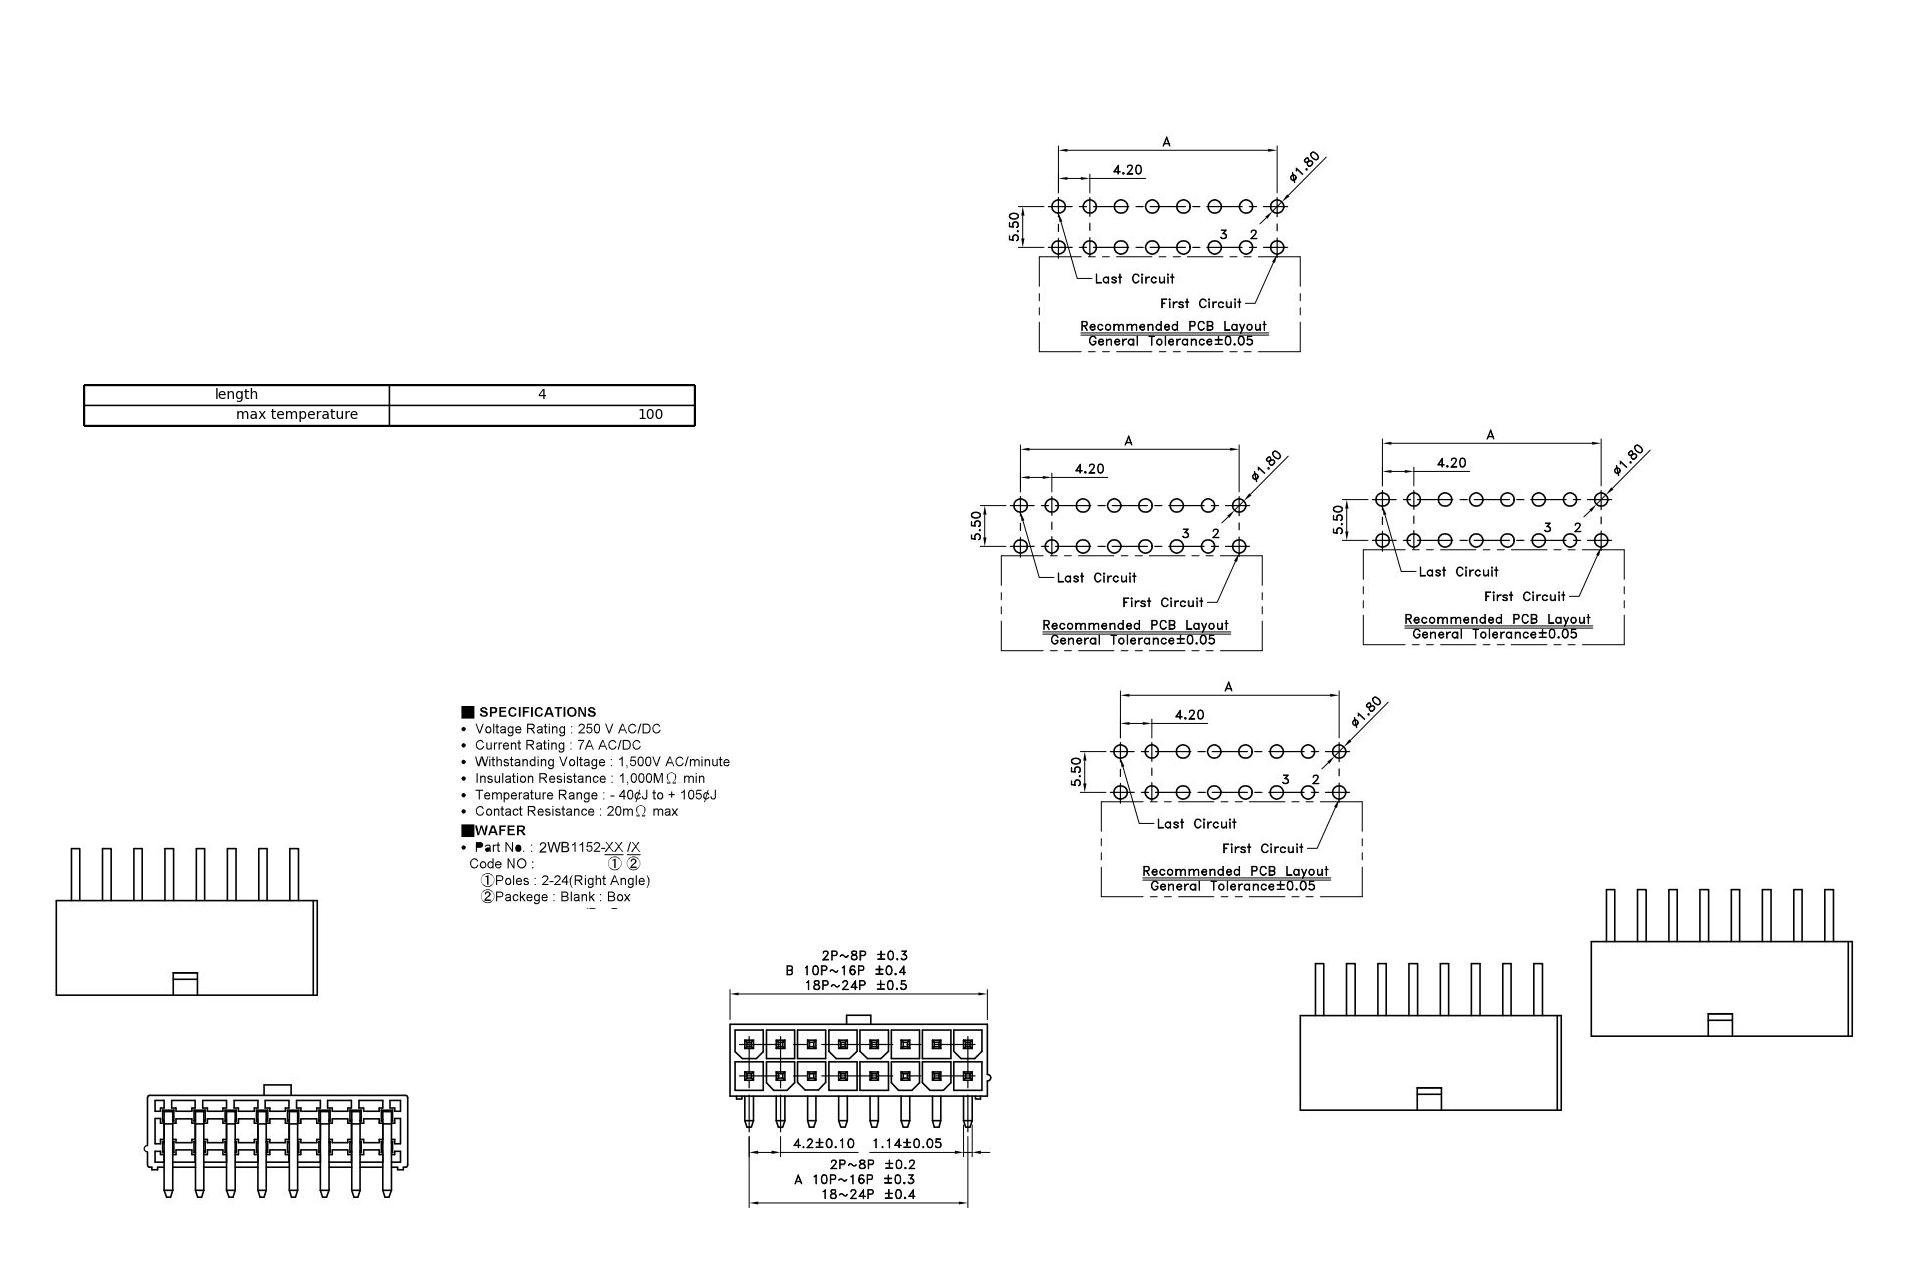 A
4.20
ø1.80
5.50
3 2
Last Circuit
First Circuit
Recommended PCB Layout
General Tolerance±0.05
length 4
max temperature 100
A
4.20
ø1.80
5.50
3 2
Last Circuit
First Circuit
Recommended PCB Layout
General Tolerance±0.05
A
4.20
ø1.80
5.50
3 2
Last Circuit
First Circuit
Recommended PCB Layout
General Tolerance±0.05
A
4.20
ø1.80
5.50
3 2
Last Circuit
First Circuit
Recommended PCB Layout
General Tolerance±0.05
■ SPECIFICATIONS
• Voltage Rating : 250 V AC/DC
• Current Rating : 7A AC/DC
• Withstanding Voltage : 1,500V AC/minute
• Insulation Resistance : 1,000MΩ min
• Temperature Range : - 40¢J to + 105¢J
• Contact Resistance : 20mΩ max
■WAFER
• Part No. : 2WB1152-XX /X
Code NO : ① ②
①Poles : 2-24(Right Angle)
②Packege : Blank : Box
2P~8P ±0.3
B 10P~16P ±0.4
18P~24P ±0.5
4.2±0.10 1.14±0.05
2P~8P ±0.2
A 10P~16P ±0.3
18~24P ±0.4